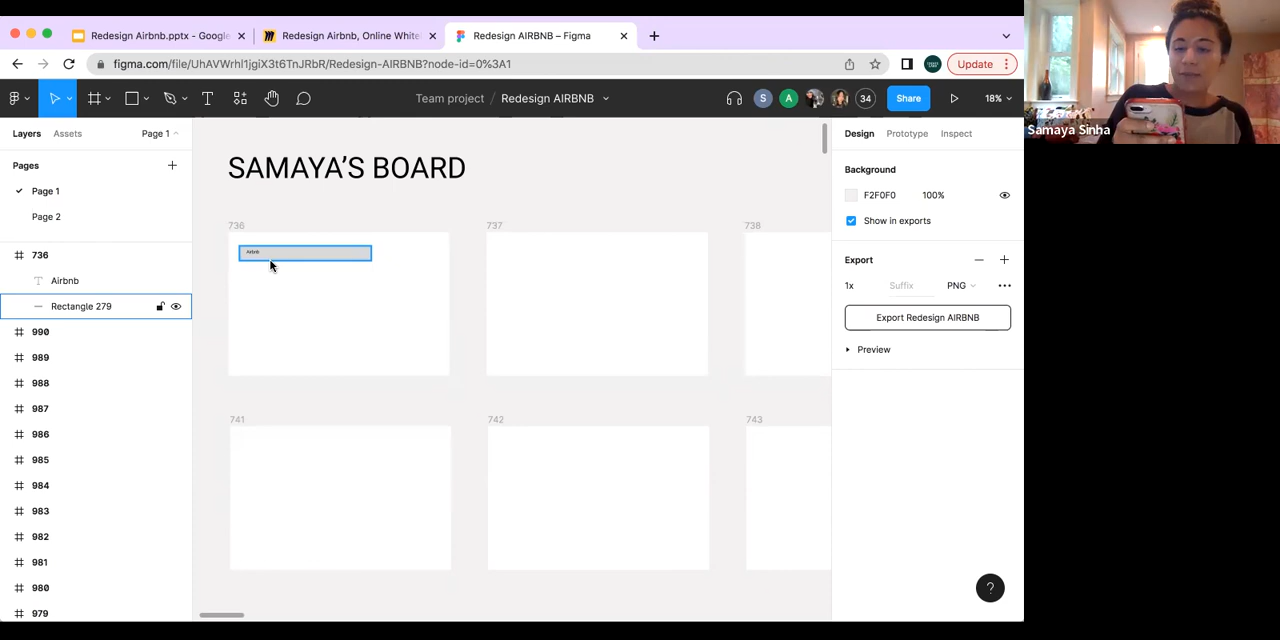 Redesign Airbnb.pptx - Google
Redesign Airbnb, Online White
Redesign AIRBNB – Figma
figma.com/file/UhAVWrhl1jgiX3t6TnJRbR/Redesign-AIRBNB?node-id=0%3A1
Update
Team project / Redesign AIRBNB
S
A
34
Share
18%
Layers
Assets
Page 1
Pages
Page 1
Page 2
736
Airbnb
Rectangle 279
990
989
988
987
986
985
984
983
982
981
980
979
SAMAYA'S BOARD
736
737
738
Airbnb
741
742
743
Design
Prototype
Inspect
Background
F2F0F0
100%
Show in exports
Export
1x
Suffix
PNG
Export Redesign AIRBNB
Preview
?
Samaya Sinha